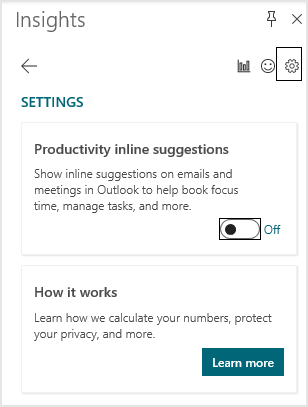 Insights
SETTINGS
Productivity inline suggestions
Show inline suggestions on emails and
meetings in Outlook to help book focus
time, manage tasks, and more.
Off
How it works
Learn how we calculate your numbers, protect
your privacy, and more.
Learn more